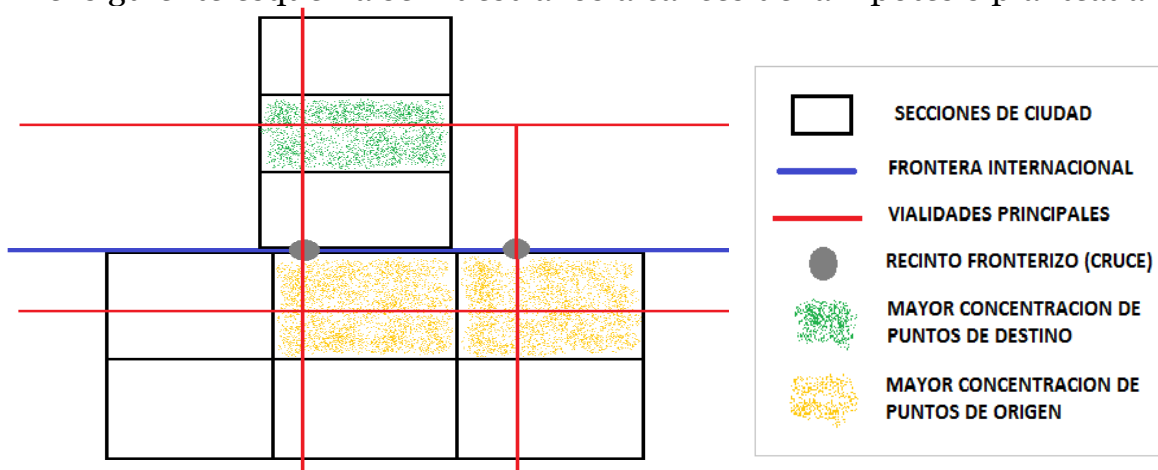 SECCIONES DE CIUDAD
FRONTERA INTERNACIONAL
VIALIDADES PRINCIPALES
RECINTO FRONTERIZO (CRUCE)
MAYOR CONCENTRACION DE
PUNTOS DE DESTINO
MAYOR CONCENTRACION DE
PUNTOS DE ORIGEN